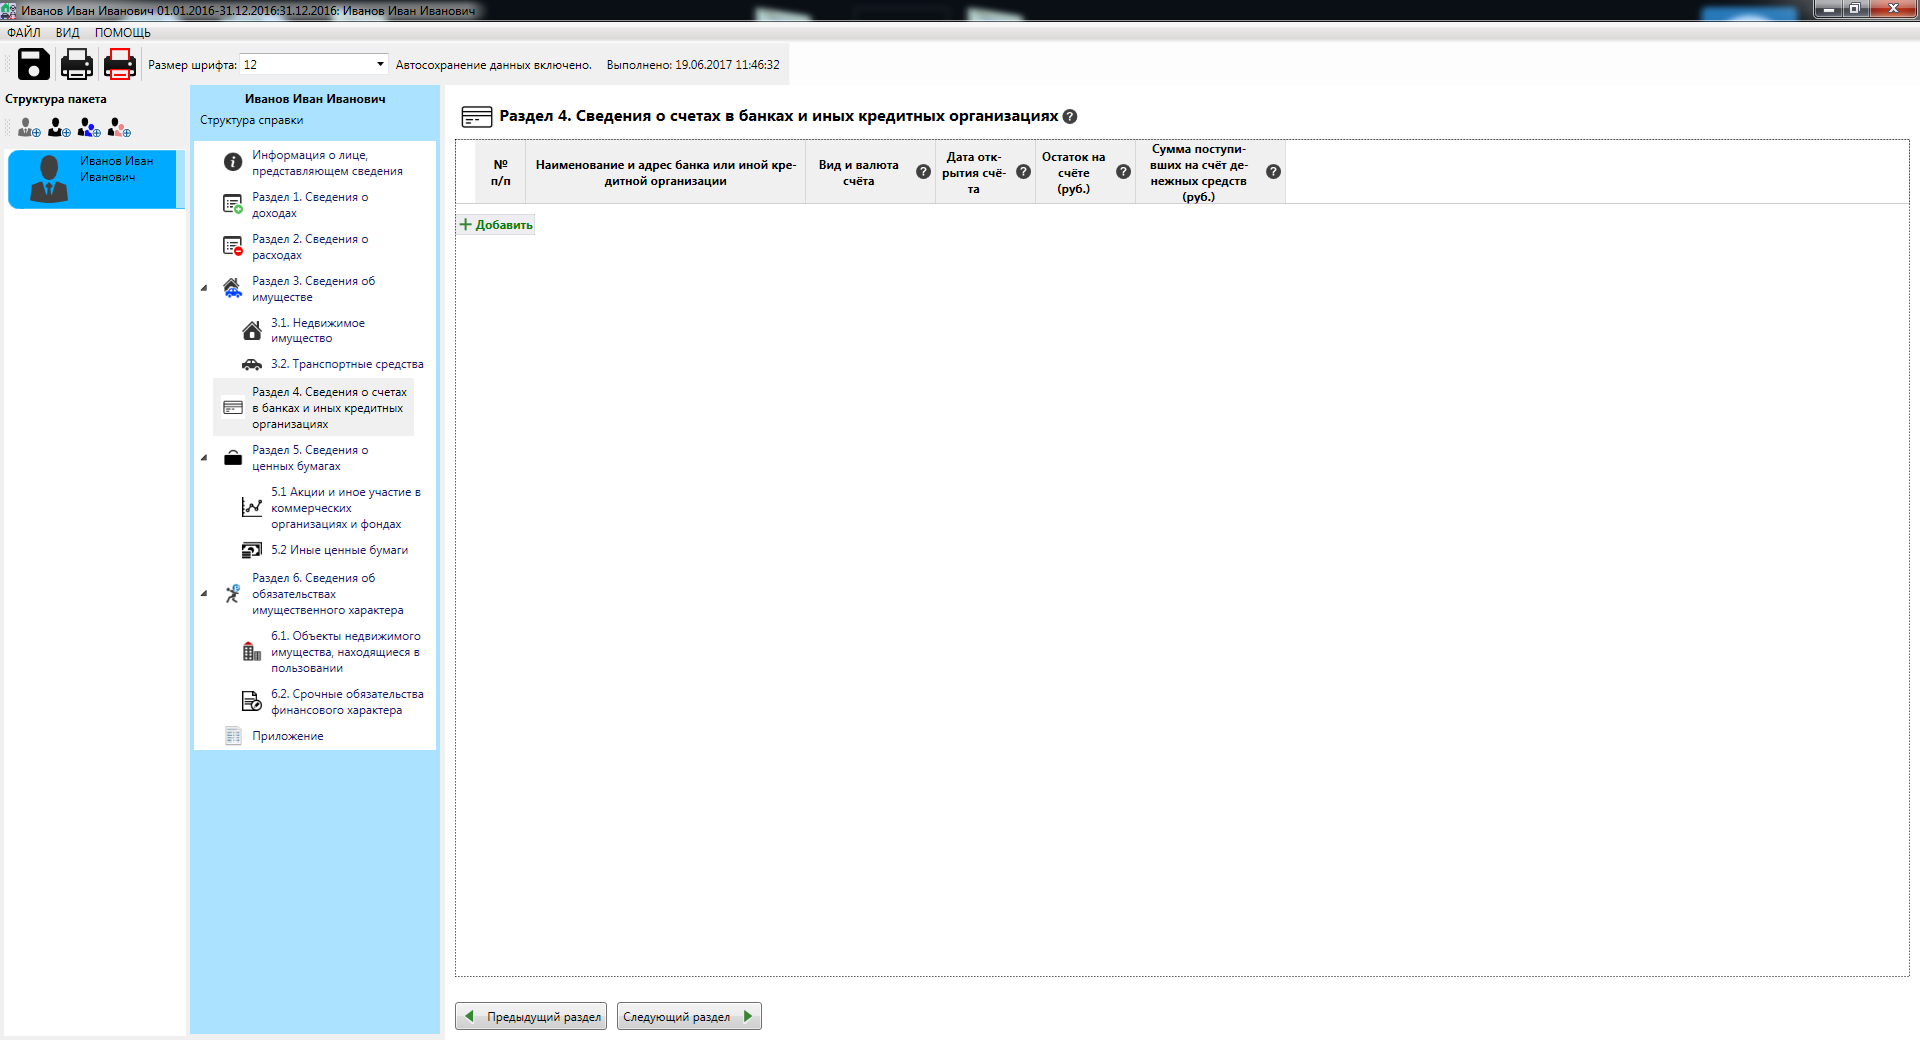 Иванов Иван Иванович 01.01.2016-31.12.2016:31.12.2016: Иванов Иван Иванович
ФАЙЛ ВИД ПОМОЩЬ
Размер шрифта: 12 Автосохранение данных включено. Выполнено: 19.06.2017 11:46:32
Структура пакета
Иванов Иван
Иванович
Иванов Иван Иванович
Структура справки
Информация о лице,
представляющем сведения
Раздел 1. Сведения о
доходах
Раздел 2. Сведения о
расходах
Раздел 3. Сведения об
имуществе
3.1. Недвижимое
имущество
3.2. Транспортные средства
Раздел 4. Сведения о счетах
в банках и иных кредитных
организациях
Раздел 5. Сведения о
ценных бумагах
5.1 Акции и иное участие в
коммерческих
организациях и фондах
5.2 Иные ценные бумаги
Раздел 6. Сведения об
обязательствах
имущественного характера
6.1. Объекты недвижимого
имущества, находящиеся в
пользовании
6.2. Срочные обязательства
финансового характера
Приложение
Раздел 4. Сведения о счетах в банках и иных кредитных организациях ?
№
п/п
Наименование и адрес банка или иной кре-
дитной организации
Вид и валюта
счёта
?
Дата отк-
рытия счё-
та
?
Остаток на
счёте
(руб.)
?
Сумма поступи-
вших на счёт де-
нежных средств
(руб.)
?
Добавить
Предыдущий раздел Следующий раздел